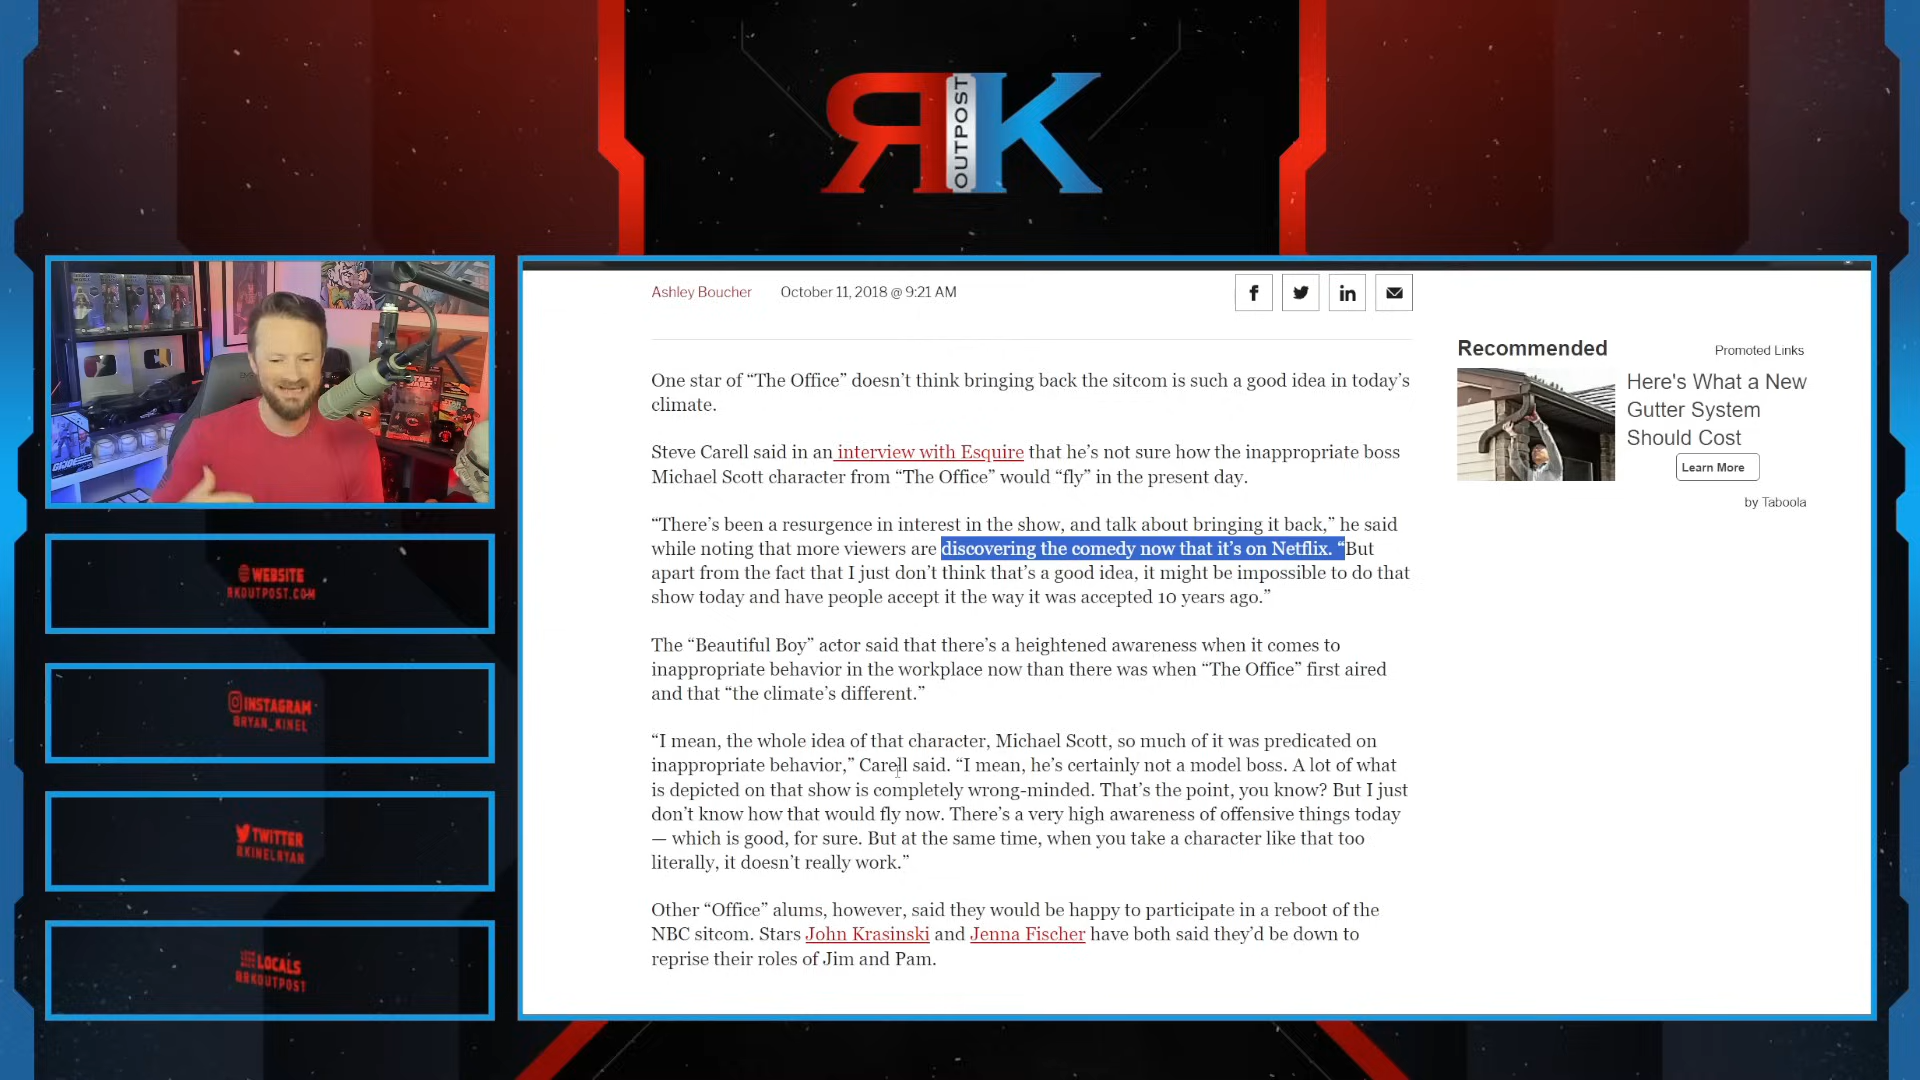 RK
OUTPOST
Ashley Boucher October 11, 2018 @ 9:21 AM
One star of “The Office” doesn’t think bringing back the sitcom is such a good idea in today’s
climate.
Steve Carell said in an interview with Esquire that he’s not sure how the inappropriate boss
Michael Scott character from “The Office” would “fly” in the present day.
“There’s been a resurgence in interest in the show, and talk about bringing it back,” he said
while noting that more viewers are discovering the comedy now that it’s on Netflix. “But
apart from the fact that I just don’t think that’s a good idea, it might be impossible to do that
show today and have people accept it the way it was accepted 10 years ago.”
The “Beautiful Boy” actor said that there’s a heightened awareness when it comes to
inappropriate behavior in the workplace now than there was when “The Office” first aired
and that “the climate’s different.”
“I mean, the whole idea of that character, Michael Scott, so much of it was predicated on
inappropriate behavior,” Carell said. “I mean, he’s certainly not a model boss. A lot of what
is depicted on that show is completely wrong-minded. That’s the point, you know? But I just
don’t know how that would fly now. There’s a very high awareness of offensive things today
— which is good, for sure. But at the same time, when you take a character like that too
literally, it doesn’t really work.”
Other “Office” alums, however, said they would be happy to participate in a reboot of the
NBC sitcom. Stars John Krasinski and Jenna Fischer have both said they’d be down to
reprise their roles of Jim and Pam.
Recommended Promoted Links
Here's What a New
Gutter System
Should Cost
Learn More
by Taboola
WEBSITE
RKOUTPOST.COM
INSTAGRAM
@RYAN_KINEL
TWITTER
@KINELRYAN
LOCALS
@RKOUTPOST